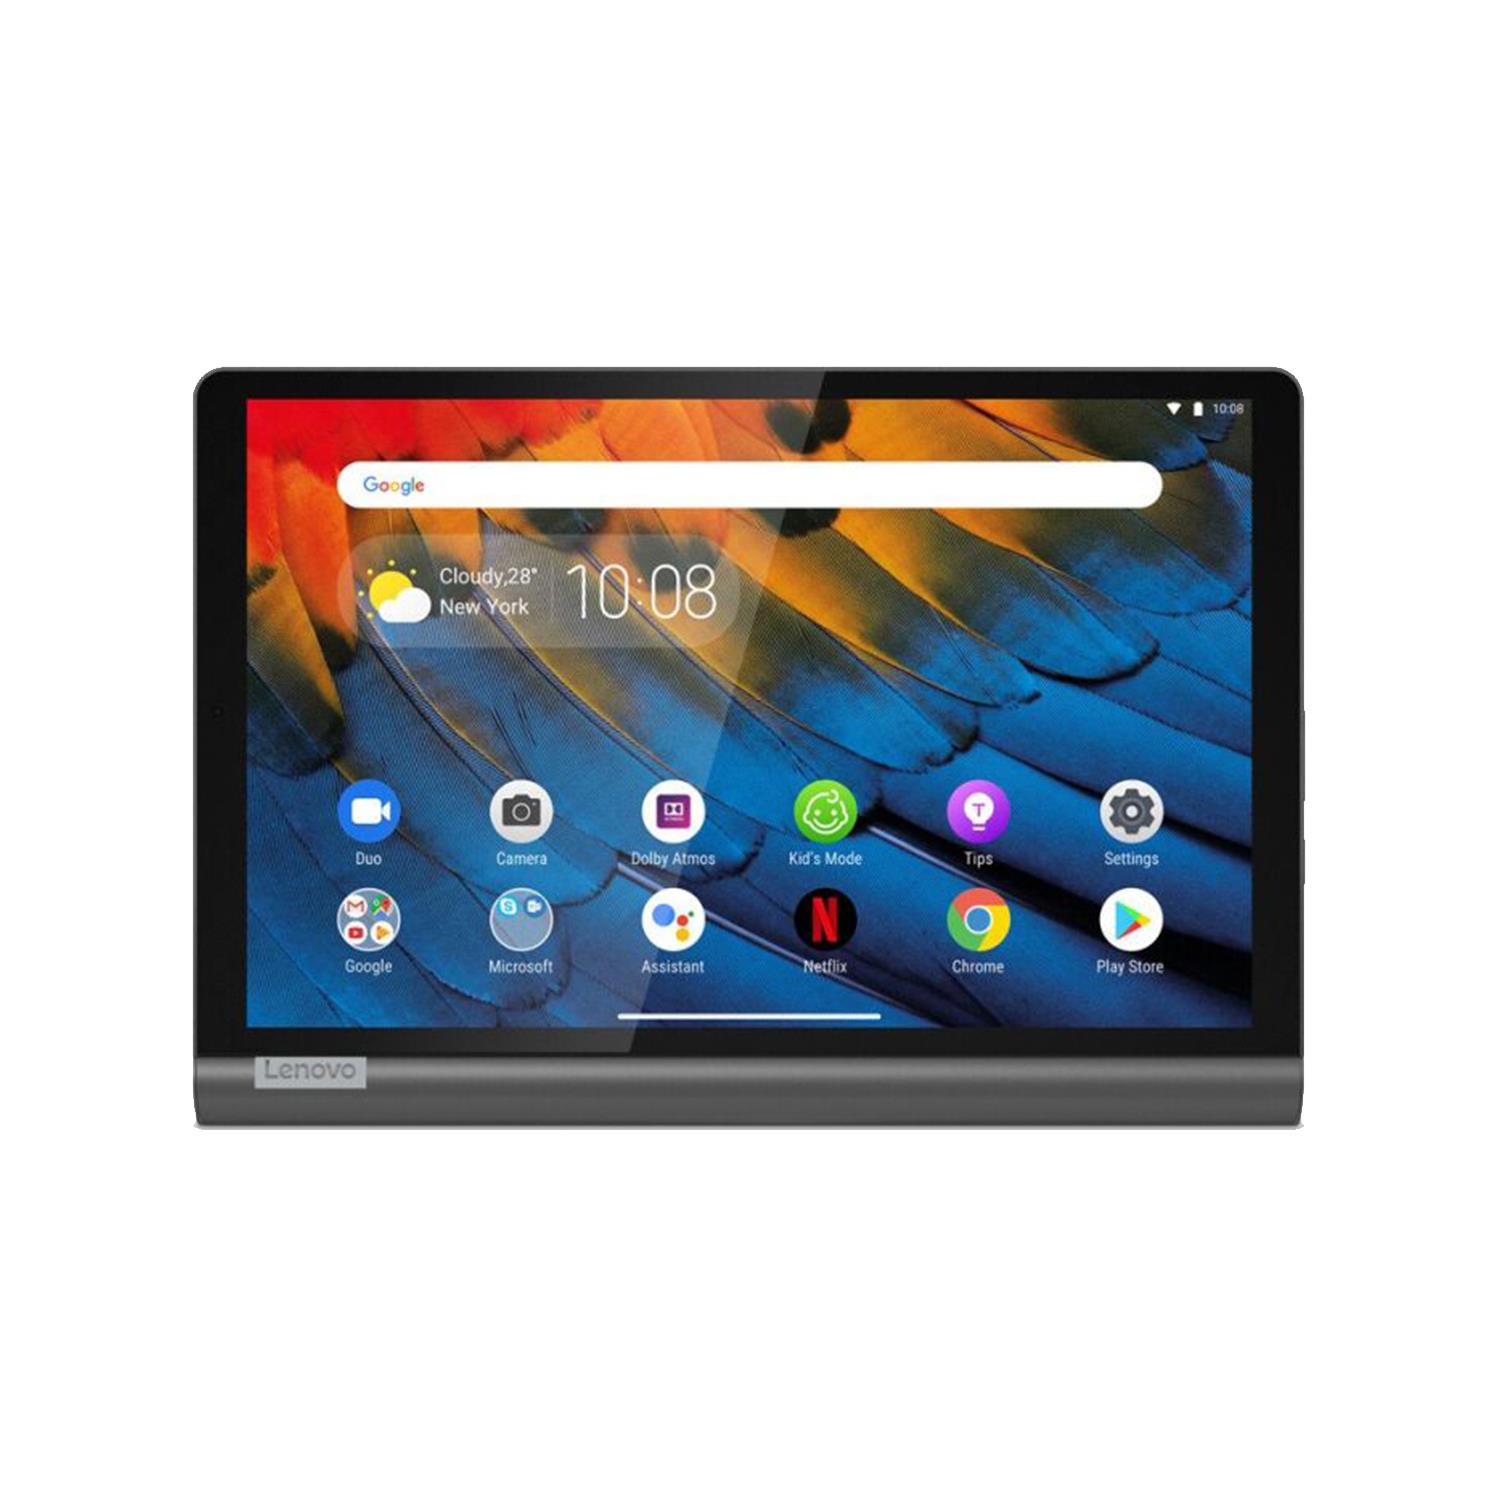 10:08
Google
Cloudy,28°
New York
10:08
Duo
Camera
Dolby Atmos
Kid's Mode
Tips
Settings
Google
Microsoft
Assistant
Netflix
Chrome
Play Store
Lenovo